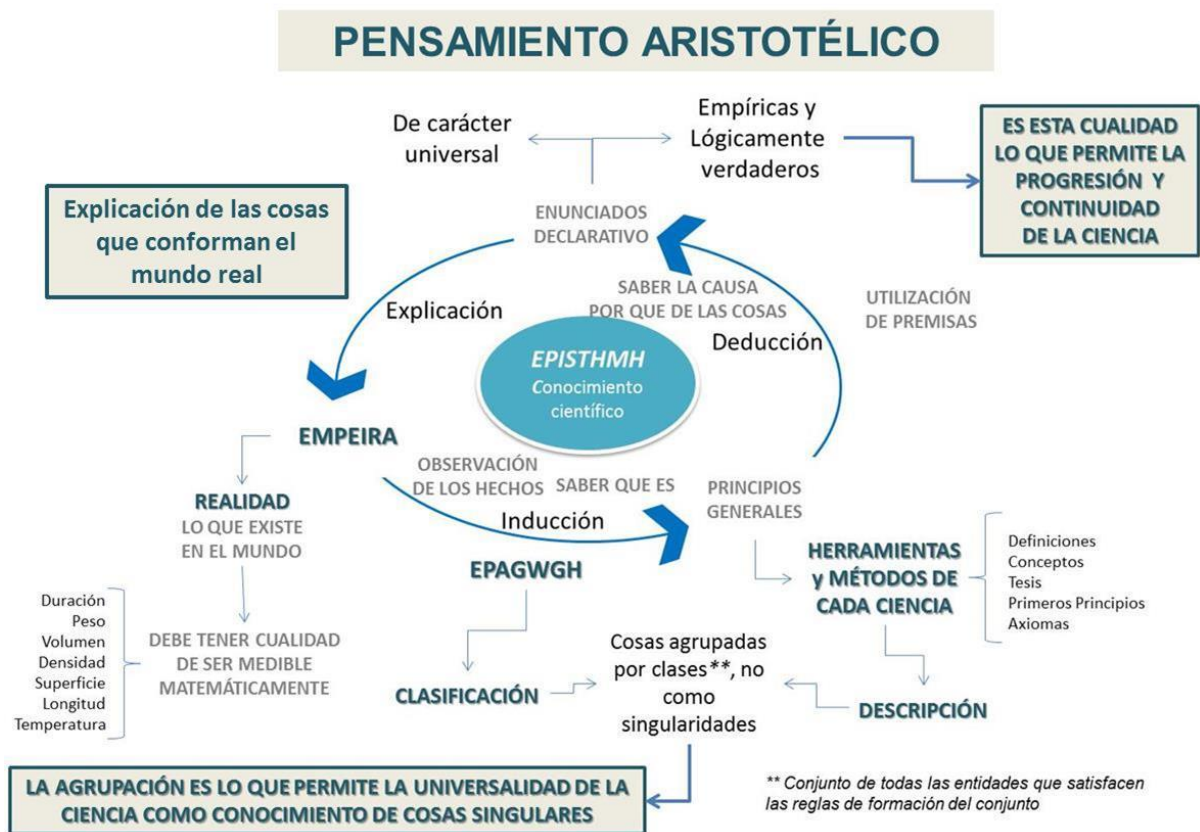 PENSAMIENTO ARISTOTÉLICO
De carácter
universal
Empíricas y
Lógicamente
verdaderos
ES ESTA CUALIDAD
LO QUE PERMITE LA
PROGRESIÓN Y
CONTINUIDAD
DE LA CIENCIA
Explicación de las cosas
que conforman el
mundo real
ENUNCIADOS
DECLARATIVO
SABER LA CAUSA
POR QUE DE LAS COSAS
UTILIZACIÓN
DE PREMISAS
Explicación
Deducción
EPISTHMH
Conocimiento
científico
EMPEIRA
OBSERVACIÓN
DE LOS HECHOS
SABER QUE ES
PRINCIPIOS
GENERALES
Inducción
REALIDAD
LO QUE EXISTE
EN EL MUNDO
EPAGWGH
HERRAMIENTAS
y MÉTODOS DE
CADA CIENCIA
Definiciones
Conceptos
Tesis
Primeros Principios
Axiomas
Duración
Peso
Volumen
Densidad
Superficie
Longitud
Temperatura
DEBE TENER CUALIDAD
DE SER MEDIBLE
MATEMÁTICAMENTE
CLASIFICACIÓN
Cosas agrupadas
por clases**, no
como
singularidades
DESCRIPCIÓN
LA AGRUPACIÓN ES LO QUE PERMITE LA UNIVERSALIDAD DE LA
CIENCIA COMO CONOCIMIENTO DE COSAS SINGULARES
** Conjunto de todas las entidades que satisfacen
las reglas de formación del conjunto